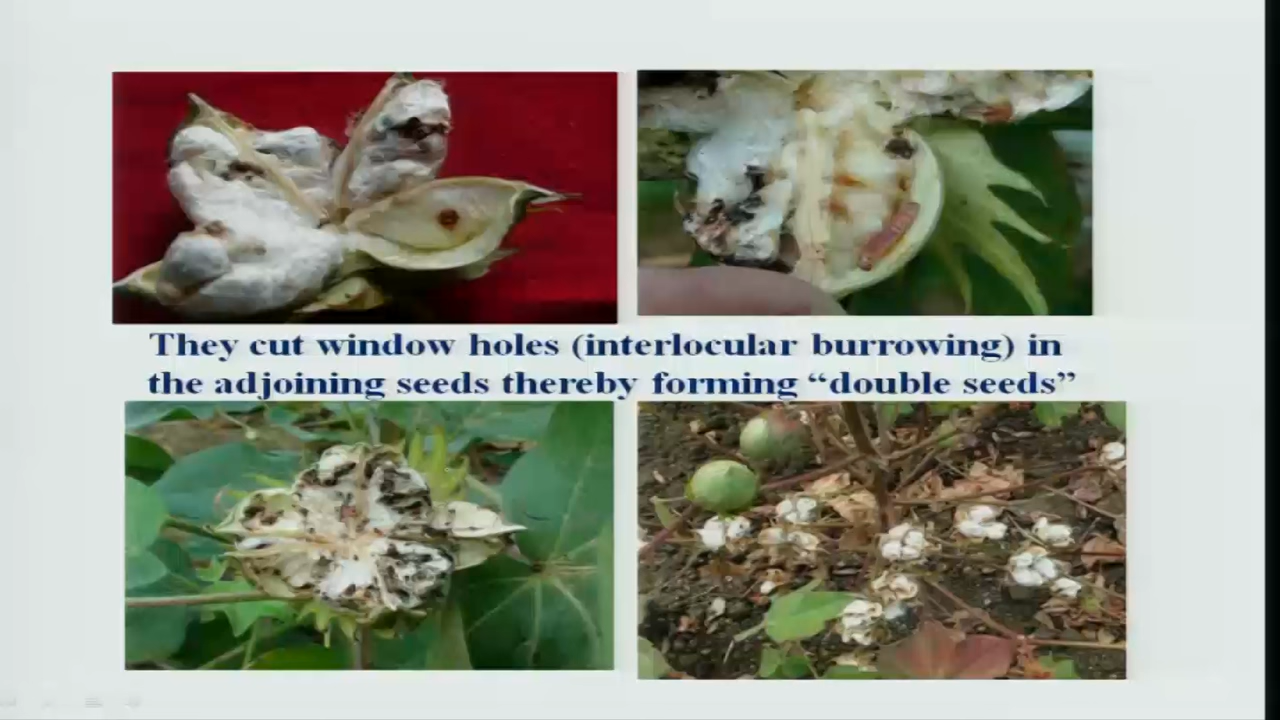 They cut window holes (interlocular burrowing) in
the adjoining seeds thereby forming “double seeds”